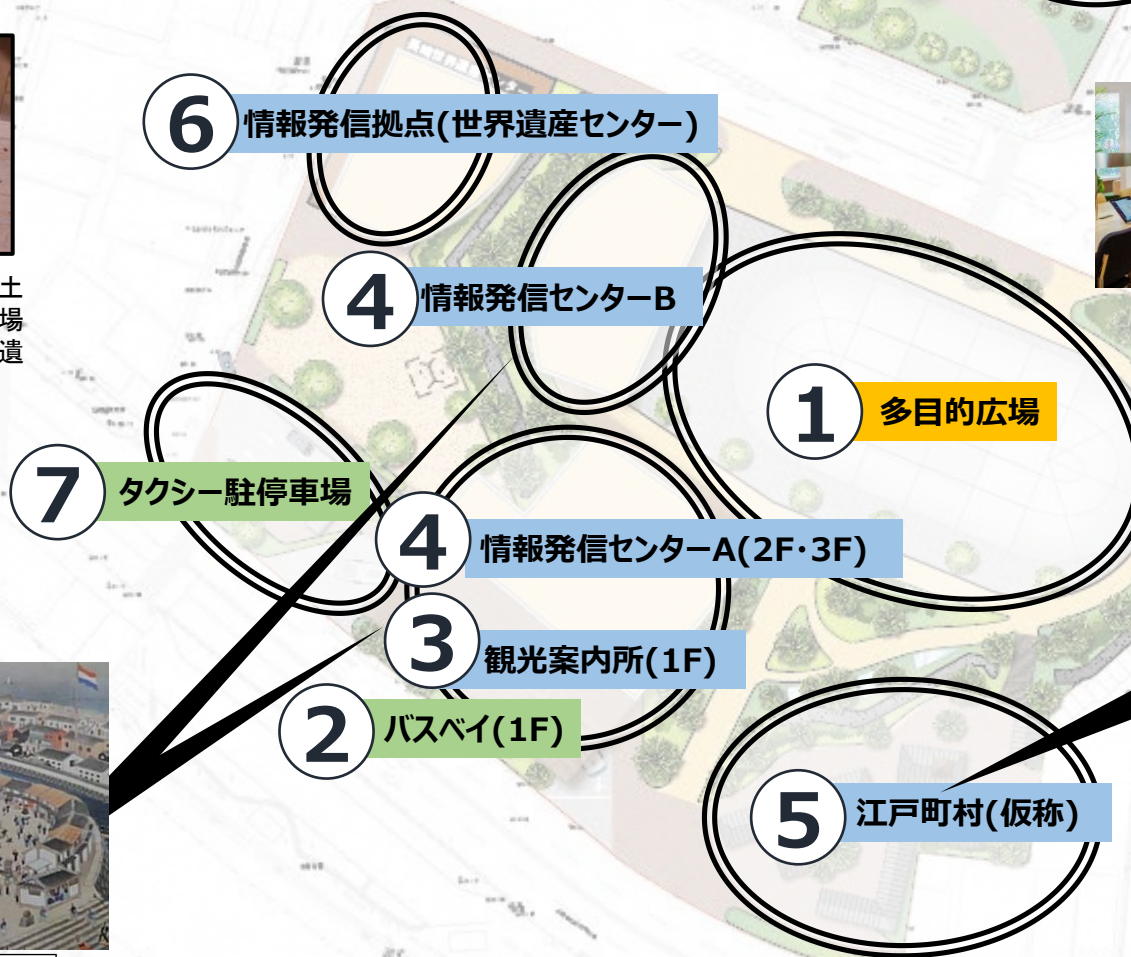 6 情報発信拠点(世界遺産センター)
土
場
遺
4 情報発信センターB
1 多目的広場
7 タクシー駐停車場
4 情報発信センターA(2F・3F)
3 観光案内所(1F)
2 バスベイ(1F)
5 江戸町村(仮称)